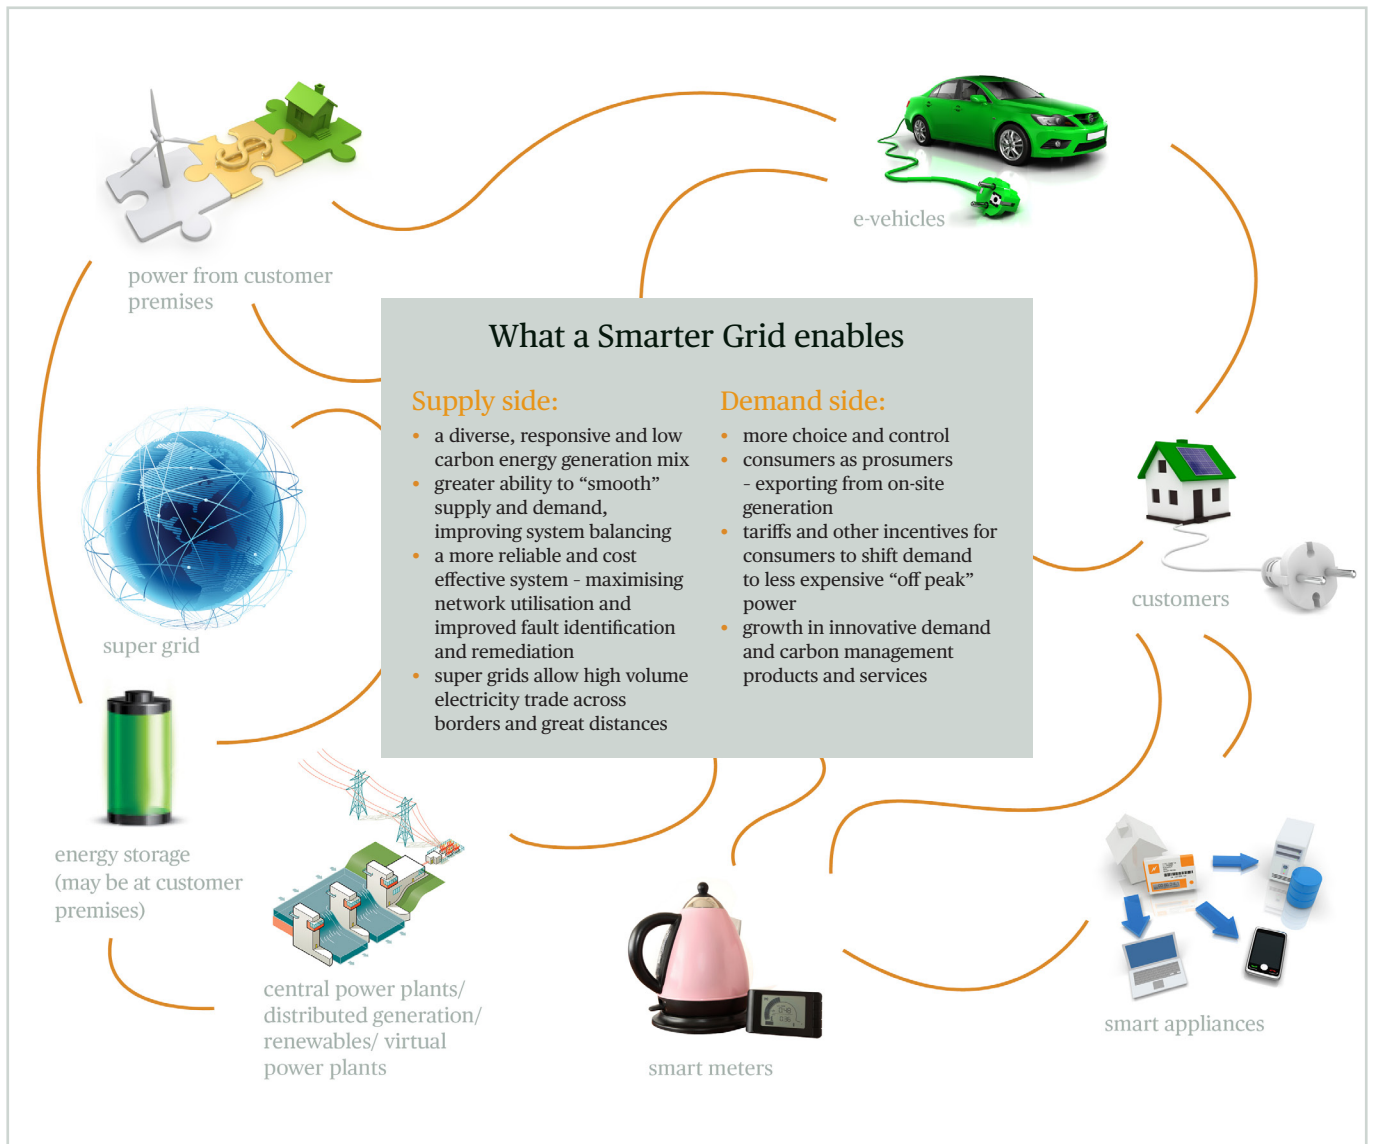 e-vehicles
power from customer
premises
What a Smarter Grid enables
Supply side:
• a diverse, responsive and low
carbon energy generation mix
• greater ability to “smooth”
supply and demand,
improving system balancing
• a more reliable and cost
effective system – maximising
network utilisation and
improved fault identification
and remediation
• super grids allow high volume
electricity trade across
borders and great distances
Demand side:
• more choice and control
• consumers as prosumers
– exporting from on-site
generation
• tariffs and other incentives for
consumers to shift demand
to less expensive “off peak”
power
• growth in innovative demand
and carbon management
products and services
customers
super grid
energy storage
(may be at customer
premises)
central power plants/
distributed generation/
renewables/ virtual
power plants
smart meters
smart appliances